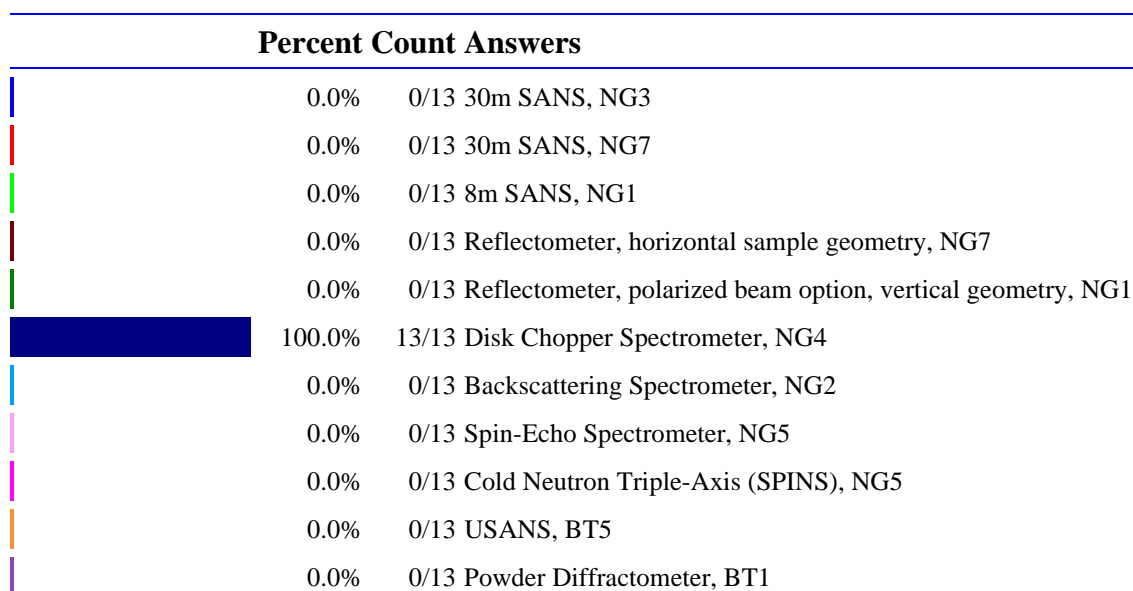 Percent Count Answers
0.0% 0/13 30m SANS, NG3
0.0% 0/13 30m SANS, NG7
0.0% 0/13 8m SANS, NG1
0.0% 0/13 Reflectometer, horizontal sample geometry, NG7
0.0% 0/13 Reflectometer, polarized beam option, vertical geometry, NG1
100.0% 13/13 Disk Chopper Spectrometer, NG4
0.0% 0/13 Backscattering Spectrometer, NG2
0.0% 0/13 Spin-Echo Spectrometer, NG5
0.0% 0/13 Cold Neutron Triple-Axis (SPINS), NG5
0.0% 0/13 USANS, BT5
0.0% 0/13 Powder Diffractometer, BT1